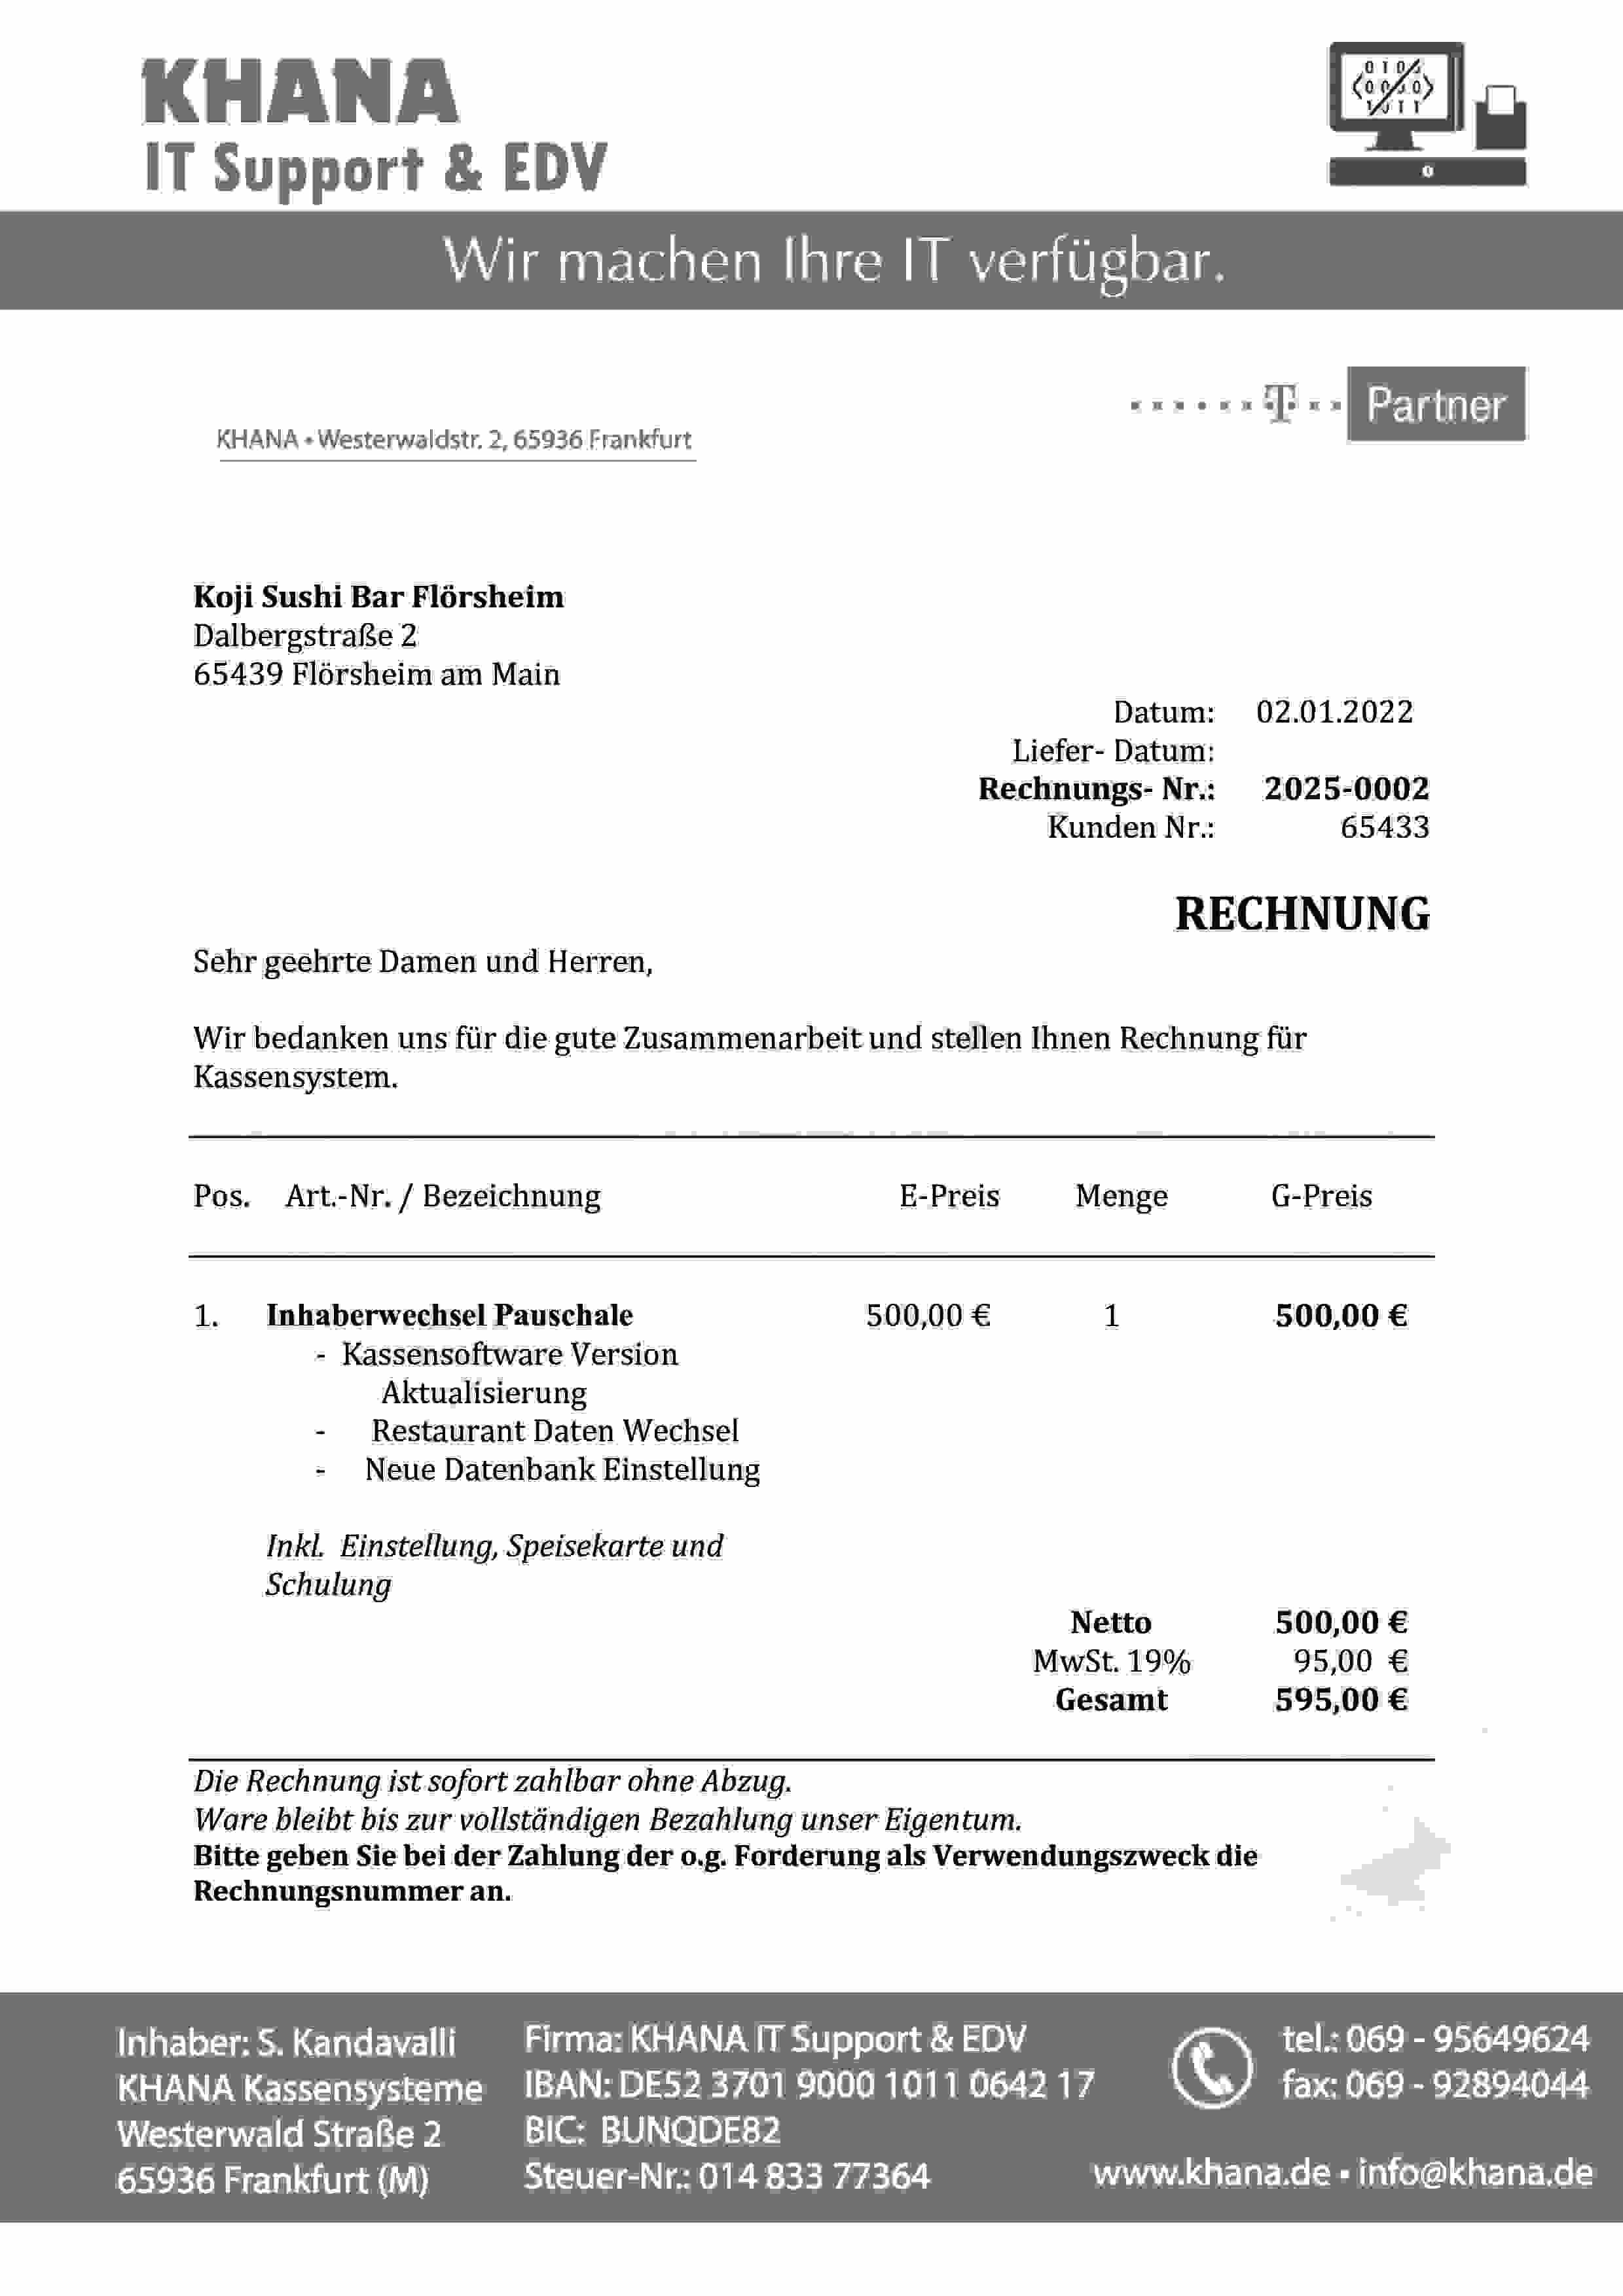 KHANA
IT Support & EDV
Wir machen Ihre IT verfügbar.
T Partner
KHANA • Westerwaldstr. 2, 65936 Frankfurt
Koji Sushi Bar Flörsheim
Dalbergstraße 2
65439 Flörsheim am Main
Datum: 02.01.2022
Liefer- Datum:
Rechnungs- Nr.: 2025-0002
Kunden Nr.: 65433
RECHNUNG
Sehr geehrte Damen und Herren,
Wir bedanken uns für die gute Zusammenarbeit und stellen Ihnen Rechnung für
Kassensystem.
Pos. Art.-Nr. / Bezeichnung E-Preis Menge G-Preis
1. Inhaberwechsel Pauschale 500,00 € 1 500,00 €
- Kassensoftware Version
Aktualisierung
- Restaurant Daten Wechsel
- Neue Datenbank Einstellung
Inkl. Einstellung, Speisekarte und
Schulung
Netto 500,00 €
MwSt. 19% 95,00 €
Gesamt 595,00 €
Die Rechnung ist sofort zahlbar ohne Abzug.
Ware bleibt bis zur vollständigen Bezahlung unser Eigentum.
Bitte geben Sie bei der Zahlung der o.g. Forderung als Verwendungszweck die
Rechnungsnummer an.
Inhaber: S. Kandavalli
KHANA Kassensysteme
Westerwald Straße 2
65936 Frankfurt (M)
Firma: KHANA IT Support & EDV
IBAN: DE52 3701 9000 1011 0642 17
BIC: BUNQDE82
Steuer-Nr.: 014 833 77364
tel.: 069 - 95649624
fax: 069 - 92894044
www.khana.de • info@khana.de